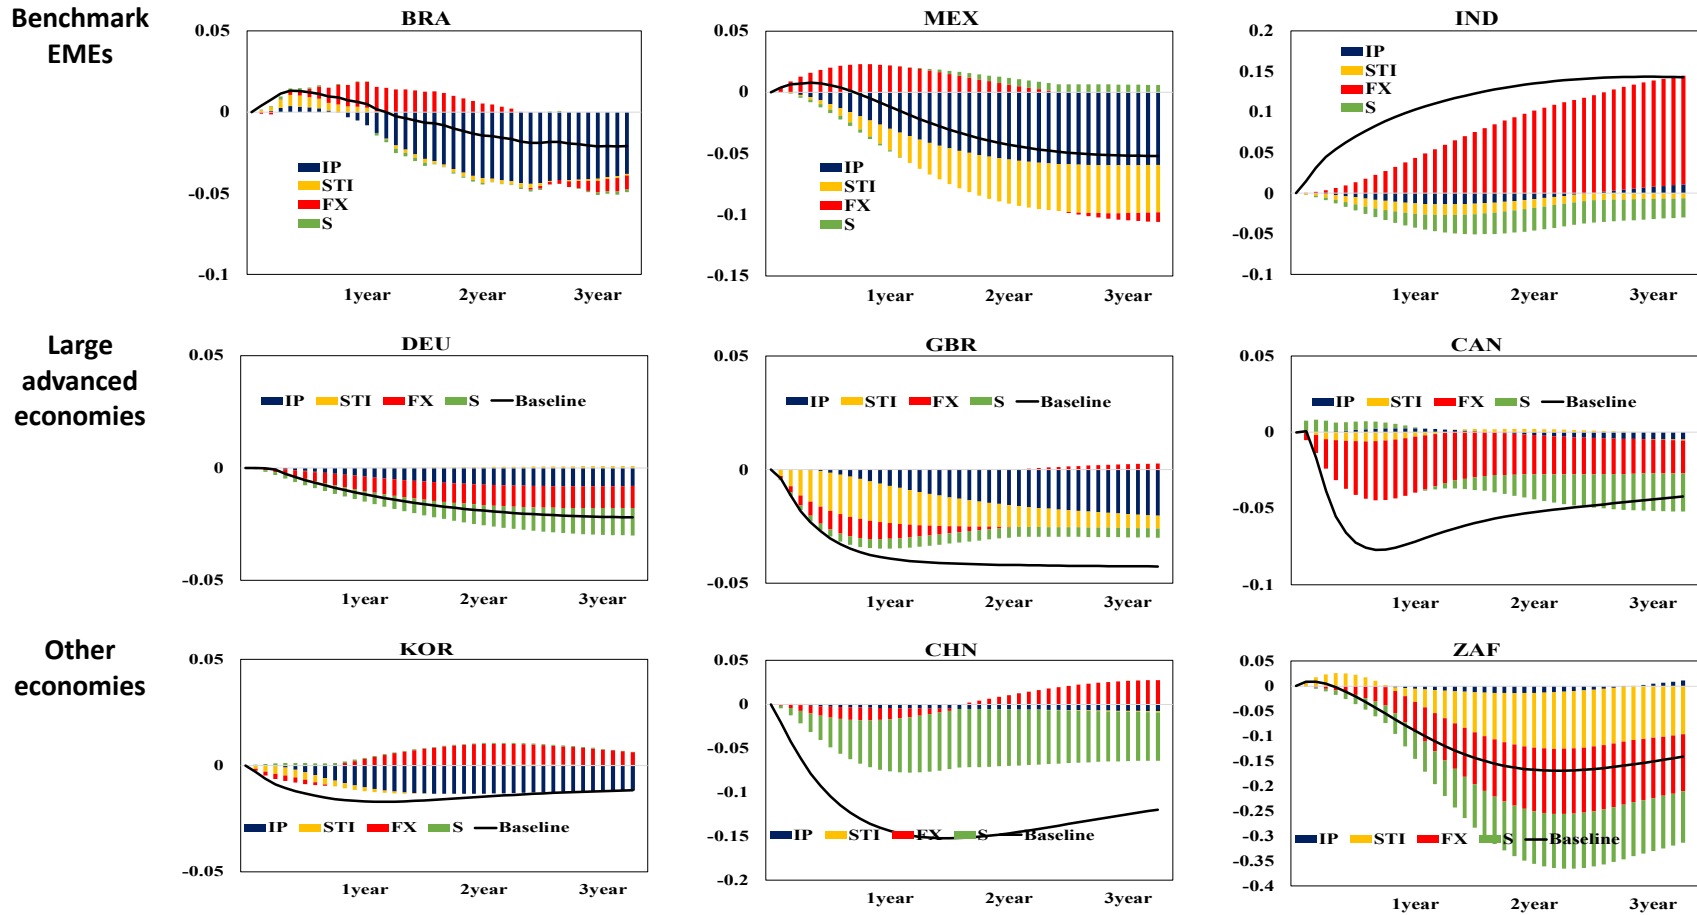 Benchmark
EMEs
BRA
0.05
0
-0.05
-0.1
IP
STI
FX
S
1year 2year 3year
MEX
0.05
0
-0.05
-0.1
-0.15
IP
STI
FX
S
1year 2year 3year
IND
0.2
0.15
0.1
0.05
0
-0.05
-0.1
IP
STI
FX
S
1year 2year 3year
Large
advanced
economies
DEU
0.05
0
-0.05
IP STI FX S Baseline
1year 2year 3year
GBR
0.05
0
-0.05
IP STI FX S Baseline
1year 2year 3year
CAN
0.05
0
-0.05
-0.1
IP STI FX S Baseline
1year 2year 3year
Other
economies
KOR
0.05
0
-0.05
IP STI FX S Baseline
1year 2year 3year
CHN
0.05
0
-0.05
-0.1
-0.15
-0.2
IP STI FX S Baseline
1year 2year 3year
ZAF
0.05
0
-0.05
-0.1
-0.15
-0.2
-0.25
-0.3
-0.35
-0.4
IP STI FX S Baseline
1year 2year 3year